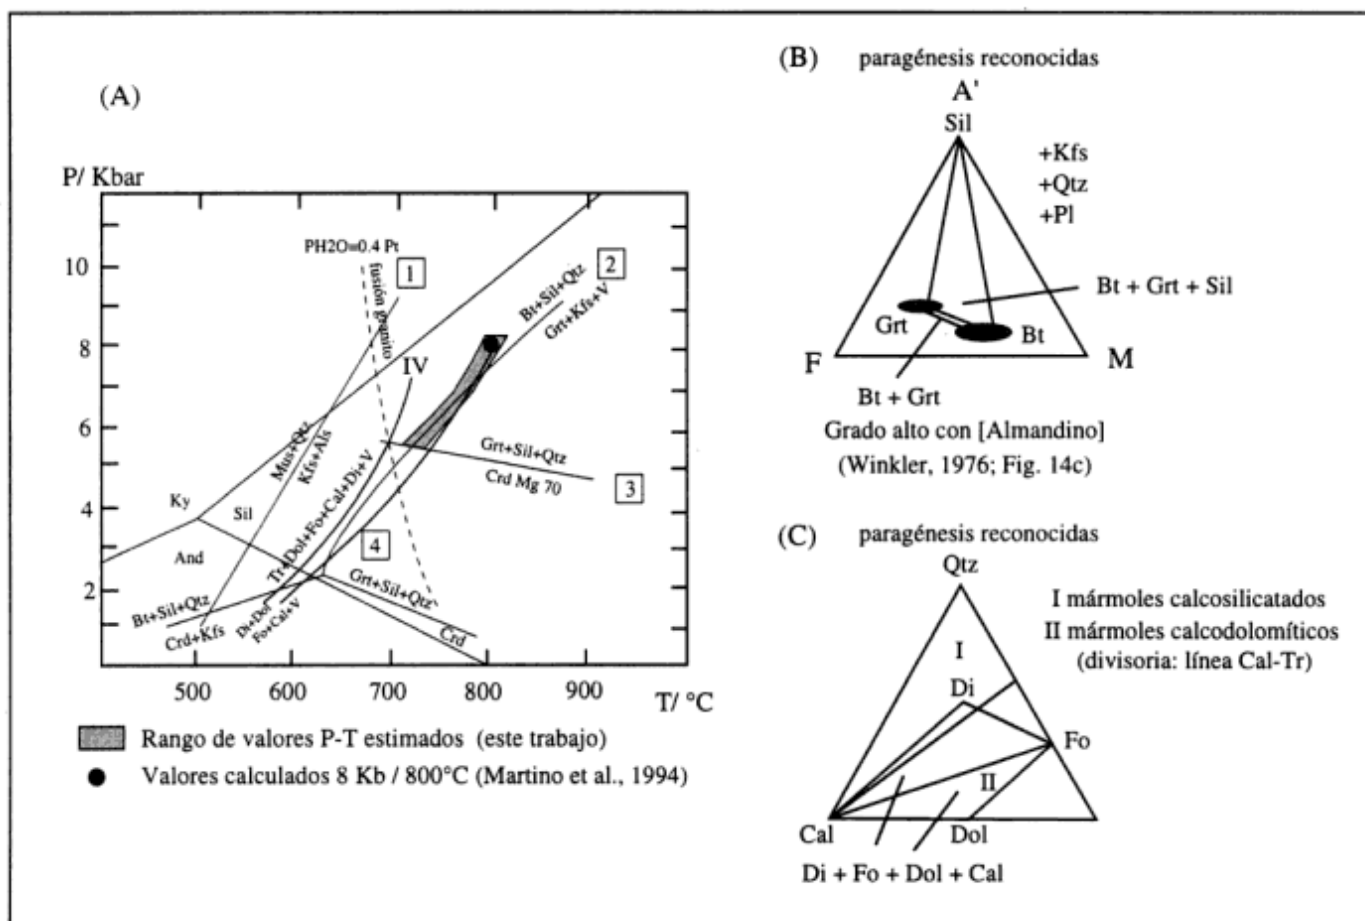 (A)
P/ Kbar
10
8
6
4
2
500
600
700
800
900
T/ °C
PH2O=0.4 Pt
fusión granito
1
2
Bt+Sil+Qtz
Grt+Kfs+V
IV
Mus+Qtz
Kfs+Als
Grt+Sil+Qtz
Crd Mg 70
3
Ky
Sil
And
Tr+Dol+Fo+Cal+Di+V
4
Bt+Sil+Qtz
Crd+Kfs
Di+Dol
Fo+Cal+V
Grt+Sil+Qtz
Crd
Rango de valores P-T estimados (este trabajo)
Valores calculados 8 Kb / 800°C (Martino et al., 1994)
(B) paragénesis reconocidas
A'
Sil
+Kfs
+Qtz
+Pl
Bt + Grt + Sil
Grt
Bt
F
M
Bt + Grt
Grado alto con [Almandino]
(Winkler, 1976; Fig. 14c)
(C) paragénesis reconocidas
Qtz
I mármoles calcosilicatados
II mármoles calcodolomíticos
(divisoria: línea Cal-Tr)
I
Di
Fo
II
Cal
Dol
Di + Fo + Dol + Cal